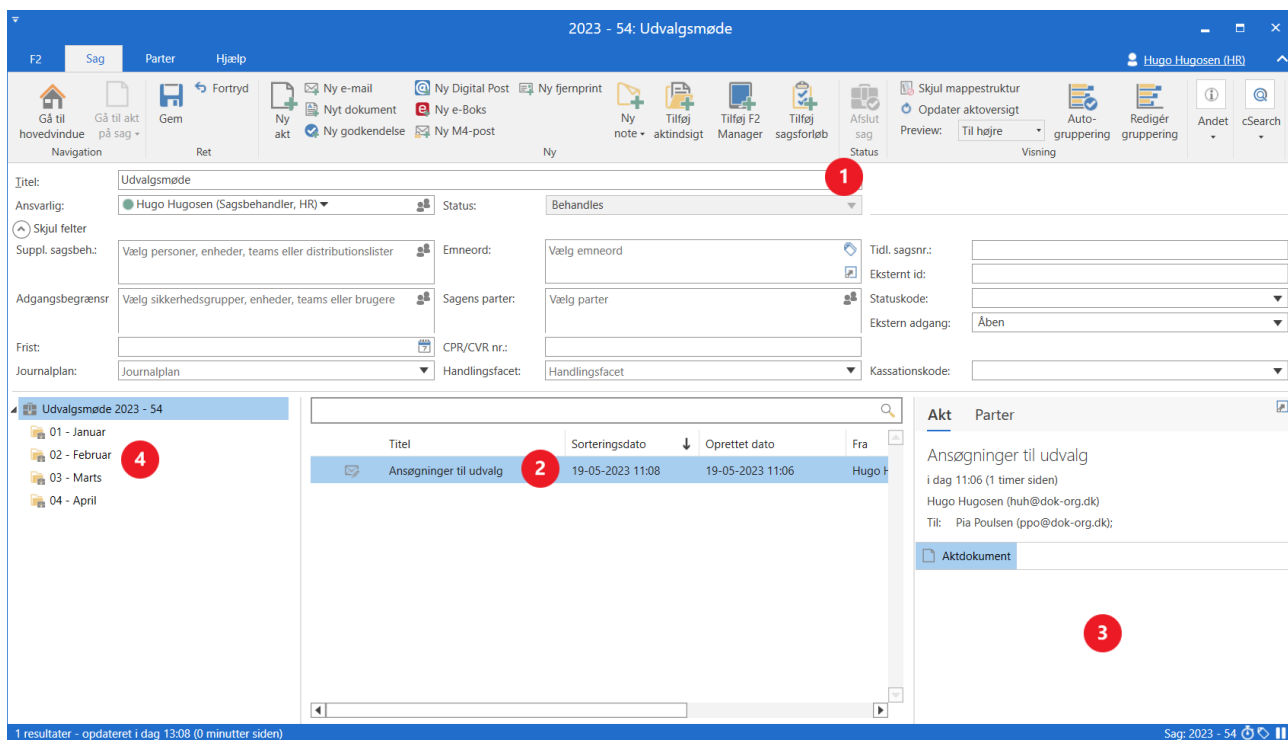 2023 - 54: Udvalgsmøde
F2 Sag Parter Hjælp Hugo Hugosen (HR)
Gå til hovedvindue
Gå til akt på sag
Navigation
Gem
Fortryd
Ret
Ny akt
Ny e-mail
Nyt dokument
Ny godkendelse
Ny Digital Post
Ny e-Boks
Ny M4-post
Ny fjernprint
Ny note
Tilføj aktindsigt
Tilføj F2 Manager
Tilføj sagsforløb
Ny
Afslut sag
Status
Skjul mappestruktur
Opdater aktoversigt
Preview: Til højre
Auto-gruppering
Redigér gruppering
Visning
Andet
cSearch
Titel: Udvalgsmøde
1
Ansvarlig: Hugo Hugosen (Sagsbehandler, HR) Status: Behandles
Skjul felter
Suppl. sagsbeh.: Vælg personer, enheder, teams eller distributionslister Emneord: Vælg emneord Tidl. sagsnr.:
Eksternt id:
Adgangsbegrænsr Vælg sikkerhedsgrupper, enheder, teams eller brugere Sagens parter: Vælg parter Statuskode:
Ekstern adgang: Åben
Frist: 7 CPR/CVR nr.:
Journalplan: Journalplan Handlingsfacet: Handlingsfacet Kassationskode:
Udvalgsmøde 2023 - 54
01 - Januar
02 - Februar
03 - Marts
04 - April
4
Titel Sorteringsdato Oprettet dato Fra
Ansøgninger til udvalg 2 19-05-2023 11:08 19-05-2023 11:06 Hugo H
Akt Parter
Ansøgninger til udvalg
i dag 11:06 (1 timer siden)
Hugo Hugosen (huh@dok-org.dk)
Til: Pia Poulsen (ppo@dok-org.dk);
Aktdokument
3
1 resultater - opdateret i dag 13:08 (0 minutter siden) Sag: 2023 - 54